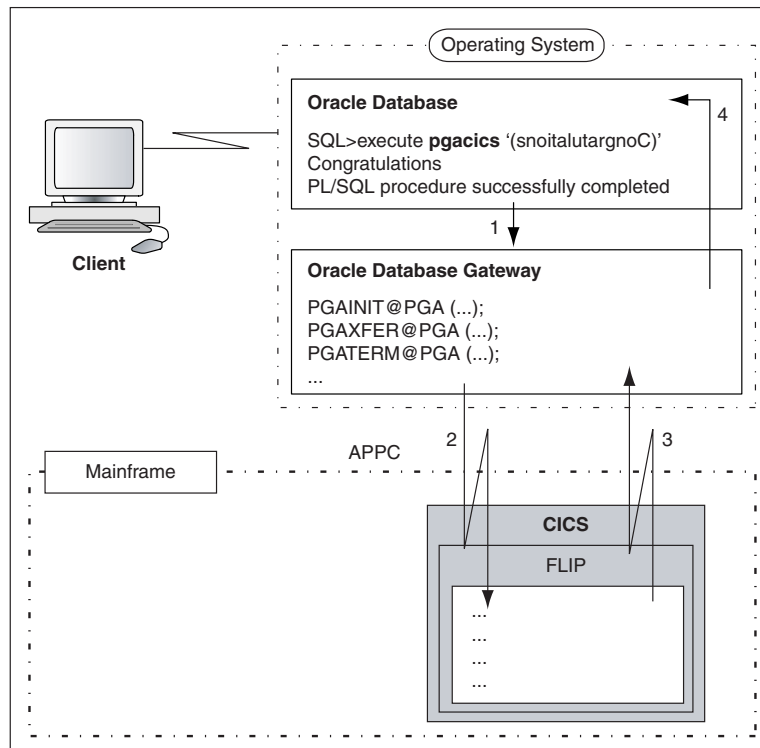 Operating System
Oracle Database
SQL>execute pgacics ‘(snoitalutargnoC)’
Congratulations
PL/SQL procedure successfully completed
4
1
Client
Oracle Database Gateway
PGAINIT@PGA (...);
PGAXFER@PGA (...);
PGATERM@PGA (...);
...
2
3
APPC
Mainframe
CICS
FLIP
...
...
...
...